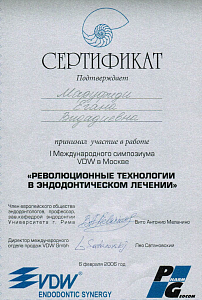 СЕРТИФИКАТ
Подтверждает
принимал участие в работе
I Международного симпозиума
VDW в Москве
«РЕВОЛЮЦИОННЫЕ ТЕХНОЛОГИИ
В ЭНДОДОНТИЧЕСКОМ ЛЕЧЕНИИ»
Член европейского общества
эндодонтологов, профессор,
зав.кафедрой эндодонтии
Университета г. Рима
Вито Антонио Малагнино
Директор международного
отдела продаж VDW GmbH
Лео Сапановский
6 февраля 2006 год
VDW
ENDODONTIC SYNERGY